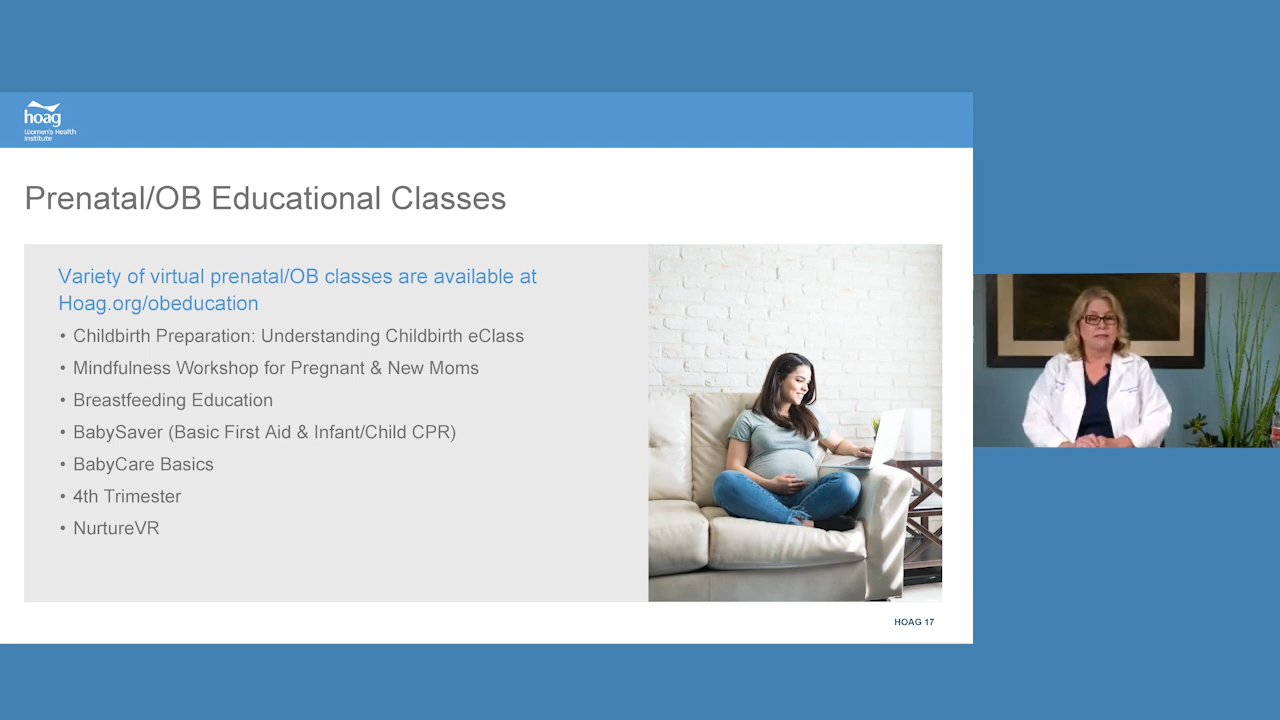 hoag
Women's Health
Institute
Prenatal/OB Educational Classes
Variety of virtual prenatal/OB classes are available at
Hoag.org/obeducation
• Childbirth Preparation: Understanding Childbirth eClass
• Mindfulness Workshop for Pregnant & New Moms
• Breastfeeding Education
• BabySaver (Basic First Aid & Infant/Child CPR)
• BabyCare Basics
• 4th Trimester
• NurtureVR
HOAG 17